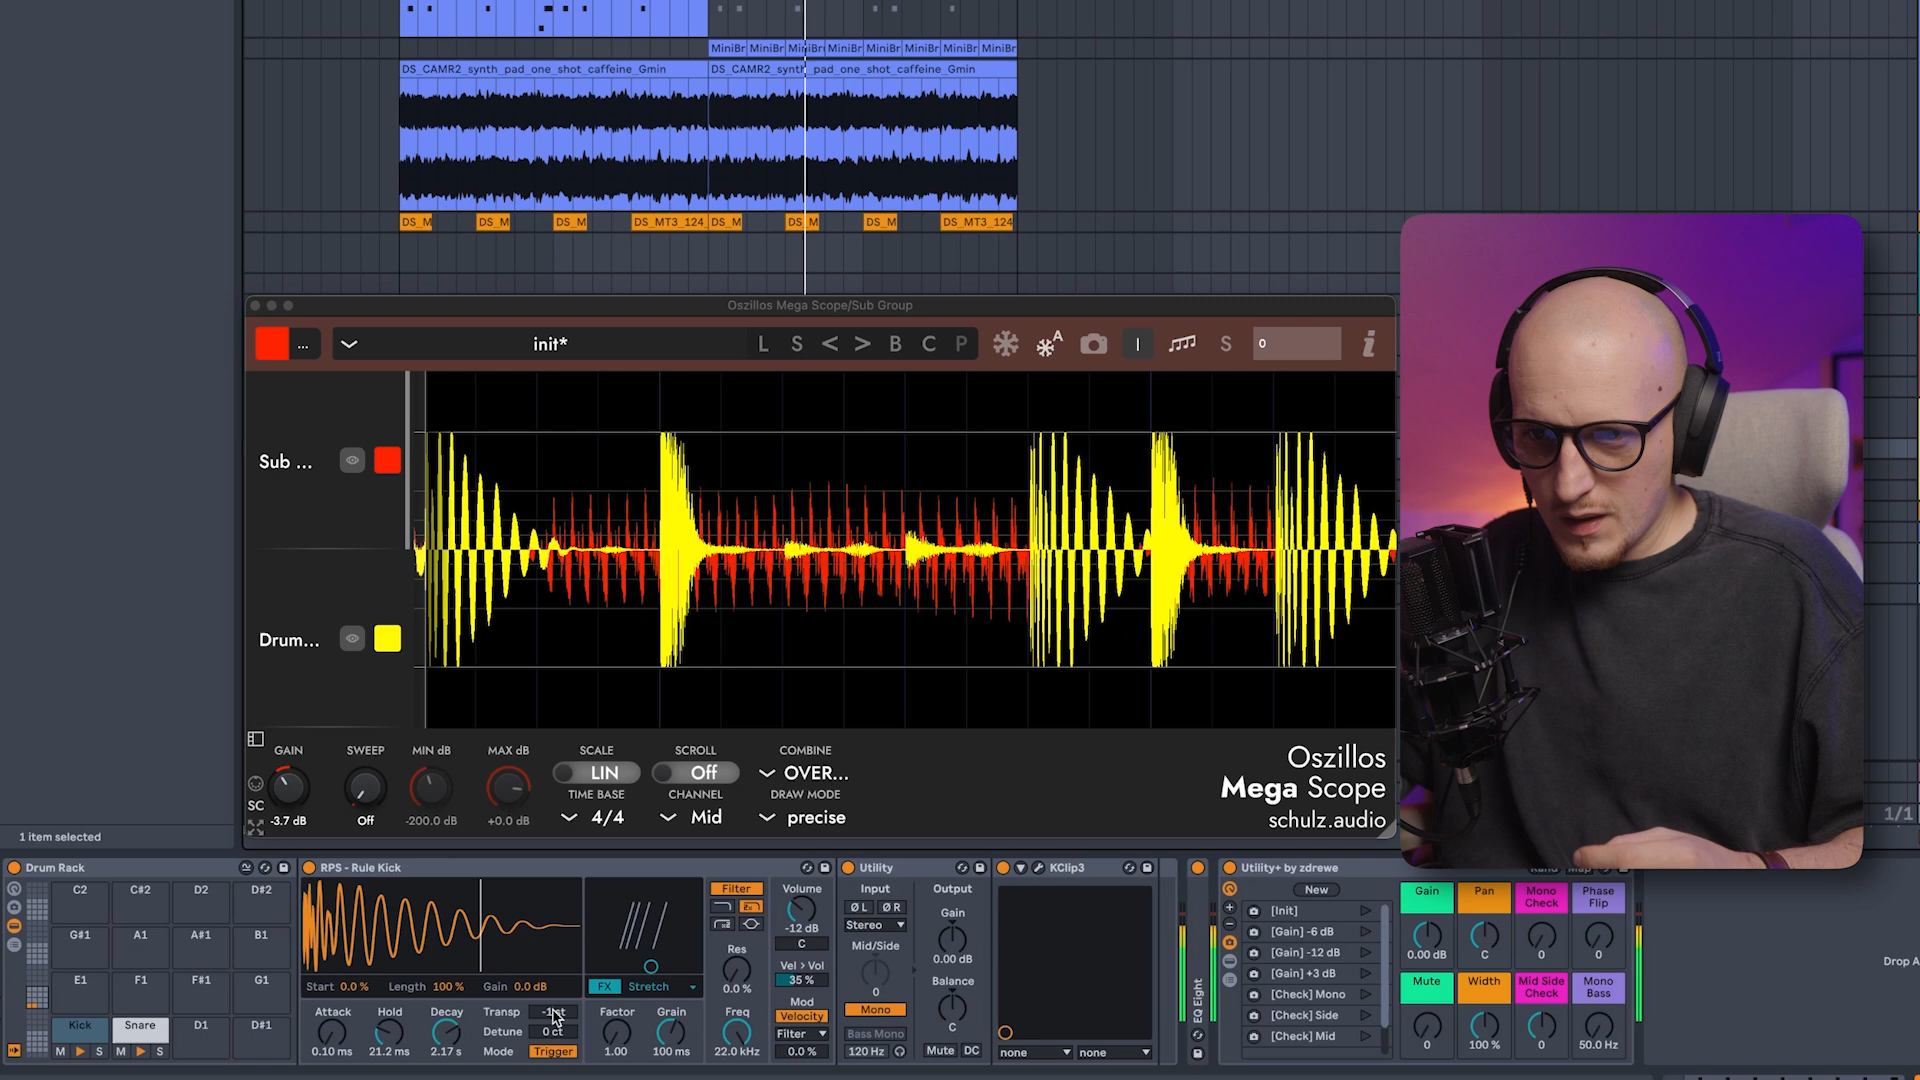 MiniBr MiniBr MiniBr MiniBr MiniBr MiniBr MiniBr MiniBr
DS_CAMR2_synth_pad_one_shot_caffeine_Gmin DS_CAMR2_synth_pad_one_shot_caffeine_Gmin
DS_M DS_M DS_M DS_MT3_124 DS_M DS_M DS_M DS_MT3_124
Oszillos Mega Scope/Sub Group
... init* L S < > B C P A I S 0 i
Sub ...
Drum...
GAIN SWEEP MIN dB MAX dB SCALE SCROLL COMBINE
LIN Off OVER...
TIME BASE CHANNEL DRAW MODE
SC
-3.7 dB Off -200.0 dB +0.0 dB 4/4 Mid precise
Oszillos
Mega Scope
schulz.audio
1/1
1 item selected
Drum Rack
C2 C#2 D2 D#2
G#1 A1 A#1 B1
E1 F1 F#1 G1
Kick Snare D1 D#1
M S M S
RPS - Rule Kick
Start 0.0 % Length 100 % Gain 0.0 dB
FX Stretch
Attack Hold Decay Transp
Detune 0 ct
0.10 ms 21.2 ms 2.17 s Mode Trigger
Factor Grain
1.00 100 ms
Filter
Res
0.0 %
Freq
22.0 kHz
Volume
-12 dB
C
Vel > Vol
35 %
Mod
Velocity
Filter
0.0 %
Utility
Input Output
Ø L Ø R
Stereo
Gain
0.00 dB
Mid/Side
0
Balance
C
Mono
Bass Mono
120 Hz Mute DC
KClip3
none none
EQ Eight
Utility+ by zdrewe
New
[Init]
[Gain] -6 dB
[Gain] -12 dB
[Gain] +3 dB
[Check] Mono
[Check] Side
[Check] Mid
Gain Pan Mono Check Phase Flip
0.00 dB C 0 0
Mute Width Mid Side Check Mono Bass
0 100 % 0 50.0 Hz
Drop A